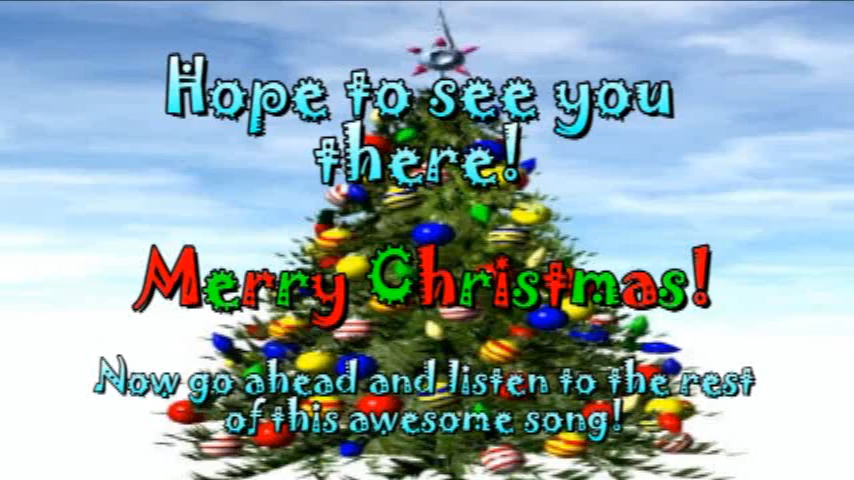 Hope to see you
there!
Merry Christmas!
Now go ahead and listen to the rest
of this awesome song!